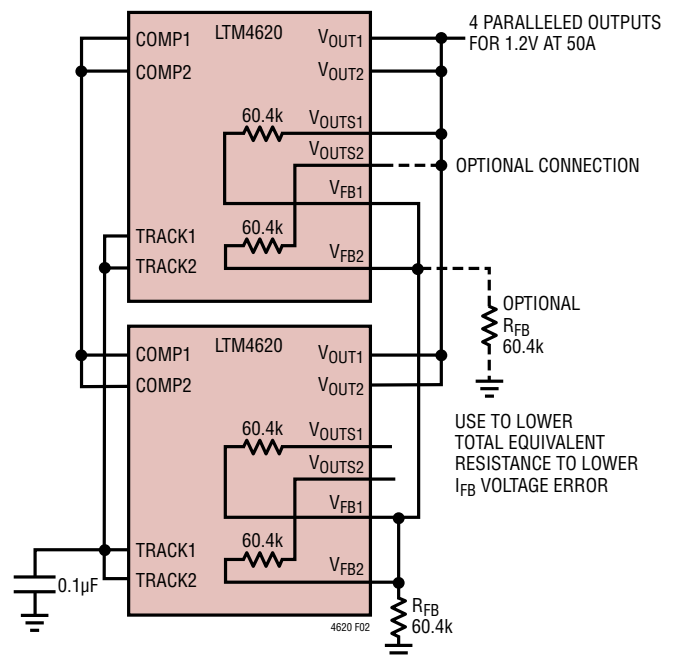 4 PARALLELED OUTPUTS
FOR 1.2V AT 50A
LTM4620
COMP1
COMP2
VOUT1
VOUT2
60.4k
VOUTS1
VOUTS2
OPTIONAL CONNECTION
VFB1
60.4k
TRACK1
TRACK2
VFB2
OPTIONAL
RFB
60.4k
LTM4620
COMP1
COMP2
VOUT1
VOUT2
USE TO LOWER
TOTAL EQUIVALENT
RESISTANCE TO LOWER
IFB VOLTAGE ERROR
60.4k
VOUTS1
VOUTS2
VFB1
60.4k
TRACK1
TRACK2
VFB2
0.1µF
RFB
60.4k
4620 F02